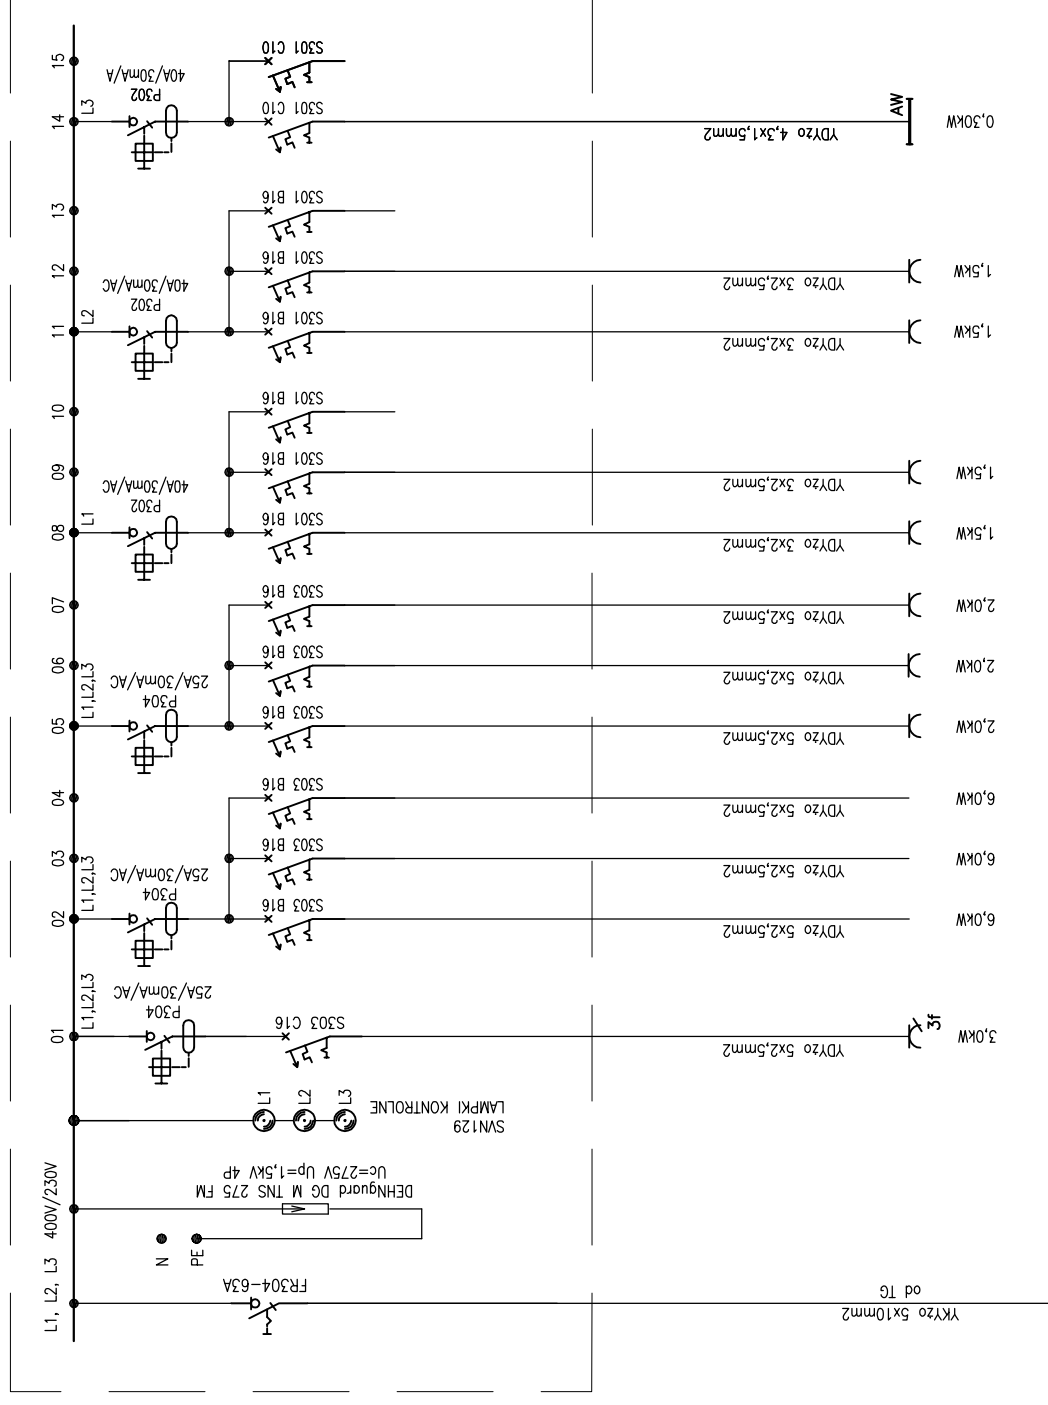 15
S301 C10
14
L3
P302
40A/30mA/A
S301 C10
YDYżo 4,3x1,5mm2
AW
0,30kW
13
S301 B16
12
S301 B16
YDYżo 3x2,5mm2
1,5kW
11
L2
P302
40A/30mA/AC
S301 B16
YDYżo 3x2,5mm2
1,5kW
10
S301 B16
09
S301 B16
YDYżo 3x2,5mm2
1,5kW
08
L1
P302
40A/30mA/AC
S301 B16
YDYżo 3x2,5mm2
1,5kW
07
S303 B16
YDYżo 5x2,5mm2
2,0kW
06
S303 B16
YDYżo 5x2,5mm2
2,0kW
05
L1,L2,L3
P304
25A/30mA/AC
S303 B16
YDYżo 5x2,5mm2
2,0kW
04
S303 B16
YDYżo 5x2,5mm2
6,0kW
03
S303 B16
YDYżo 5x2,5mm2
6,0kW
02
L1,L2,L3
P304
25A/30mA/AC
S303 B16
YDYżo 5x2,5mm2
6,0kW
01
L1,L2,L3
P304
25A/30mA/AC
S303 C16
YDYżo 5x2,5mm2
3f
3,0kW
L1
L2
L3
SVN129
LAMPKI KONTROLNE
DEHNguard DG M TNS 275 FM
Uc=275V Up=1,5kV 4P
N
PE
L1, L2, L3 400V/230V
FR304-63A
YKYżo 5x10mm2
od TG